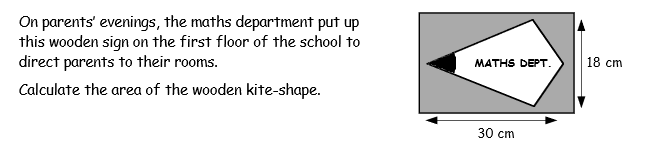 On parents' evenings, the maths department put up
this wooden sign on the first floor of the school to
direct parents to their rooms.
Calculate the area of the wooden kite-shape.
MATHS DEPT.
18 cm
30 cm